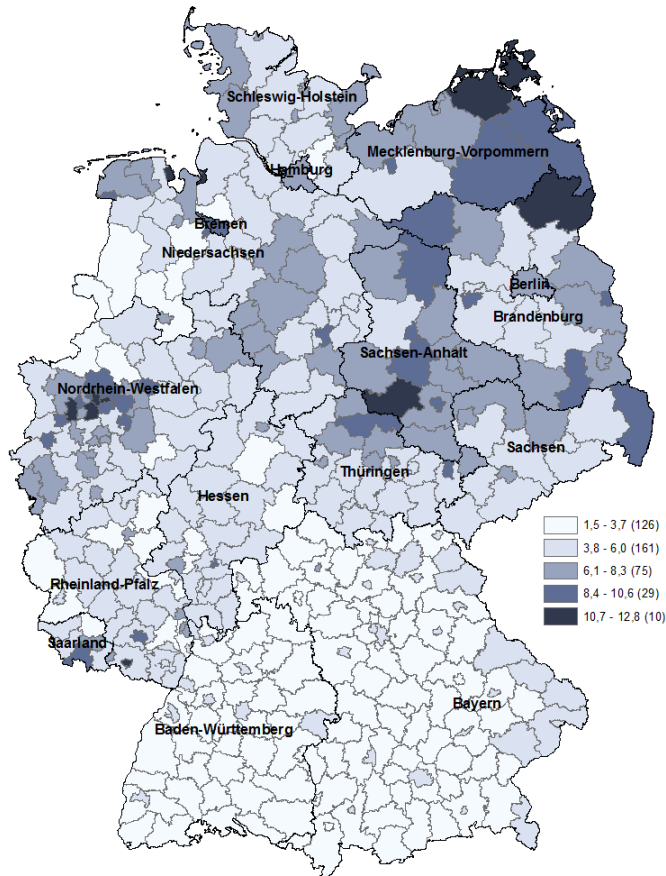 Schleswig-Holstein
Mecklenburg-Vorpommern
Hamburg
Bremen
Niedersachsen
Berlin
Brandenburg
Sachsen-Anhalt
Nordrhein-Westfalen
Sachsen
Thüringen
Hessen
1,5 - 3,7 (126)
3,8 - 6,0 (161)
6,1 - 8,3 (75)
8,4 - 10,6 (29)
10,7 - 12,8 (10)
Rheinland-Pfalz
Saarland
Bayern
Baden-Württemberg